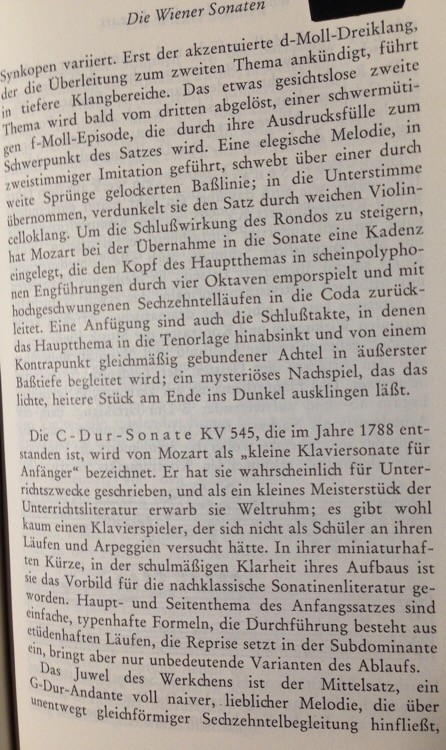 Die Wiener Sonaten
Synkopen variiert. Erst der akzentuierte d-Moll-Dreiklang,
der die Überleitung zum zweiten Thema ankündigt, führt
in tiefere Klangbereiche. Das etwas gesichtslose zweite
Thema wird bald vom dritten abgelöst, einer schwermüti-
gen f-Moll-Episode, die durch ihre Ausdrucksfülle zum
Schwerpunkt des Satzes wird. Eine elegische Melodie, in
zweistimmiger Imitation geführt, schwebt über einer durch
weite Sprünge gelockerten Baßlinie; in die Unterstimme
übernommen, verdunkelt sie den Satz durch weichen Violin-
celloklang. Um die Schlußwirkung des Rondos zu steigern,
hat Mozart bei der Übernahme in die Sonate eine Kadenz
eingelegt, die den Kopf des Hauptthemas in scheinpolypho-
nen Engführungen durch vier Oktaven emporspielt und mit
hochgeschwungenen Sechzehntelläufen in die Coda zurück-
leitet. Eine Anfügung sind auch die Schlußtakte, in denen
das Hauptthema in die Tenorlage hinabsinkt und von einem
Kontrapunkt gleichmäßig gebundener Achtel in äußerster
Baßtiefe begleitet wird; ein mysteriöses Nachspiel, das das
lichte, heitere Stück am Ende ins Dunkel ausklingen läßt.
Die C-Dur-Sonate KV 545, die im Jahre 1788 ent-
standen ist, wird von Mozart als „kleine Klaviersonate für
Anfänger“ bezeichnet. Er hat sie wahrscheinlich für Unter-
richtszwecke geschrieben, und als ein kleines Meisterstück der
Unterrichtsliteratur erwarb sie Weltruhm; es gibt wohl
kaum einen Klavierspieler, der sich nicht als Schüler an ihren
Läufen und Arpeggien versucht hätte. In ihrer miniaturhaf-
ten Kürze, in der schulmäßigen Klarheit ihres Aufbaus ist
sie das Vorbild für die nachklassische Sonatinenliteratur ge-
worden. Haupt- und Seitenthema des Anfangssatzes sind
einfache, typenhafte Formeln, die Durchführung besteht aus
etüdenhaften Läufen, die Reprise setzt in der Subdominante
ein, bringt aber nur unbedeutende Varianten des Ablaufs.
Das Juwel des Werkchens ist der Mittelsatz, ein
G-Dur-Andante voll naiver, lieblicher Melodie, die über
unentwegt gleichförmiger Sechzehntelbegleitung hinfließt,